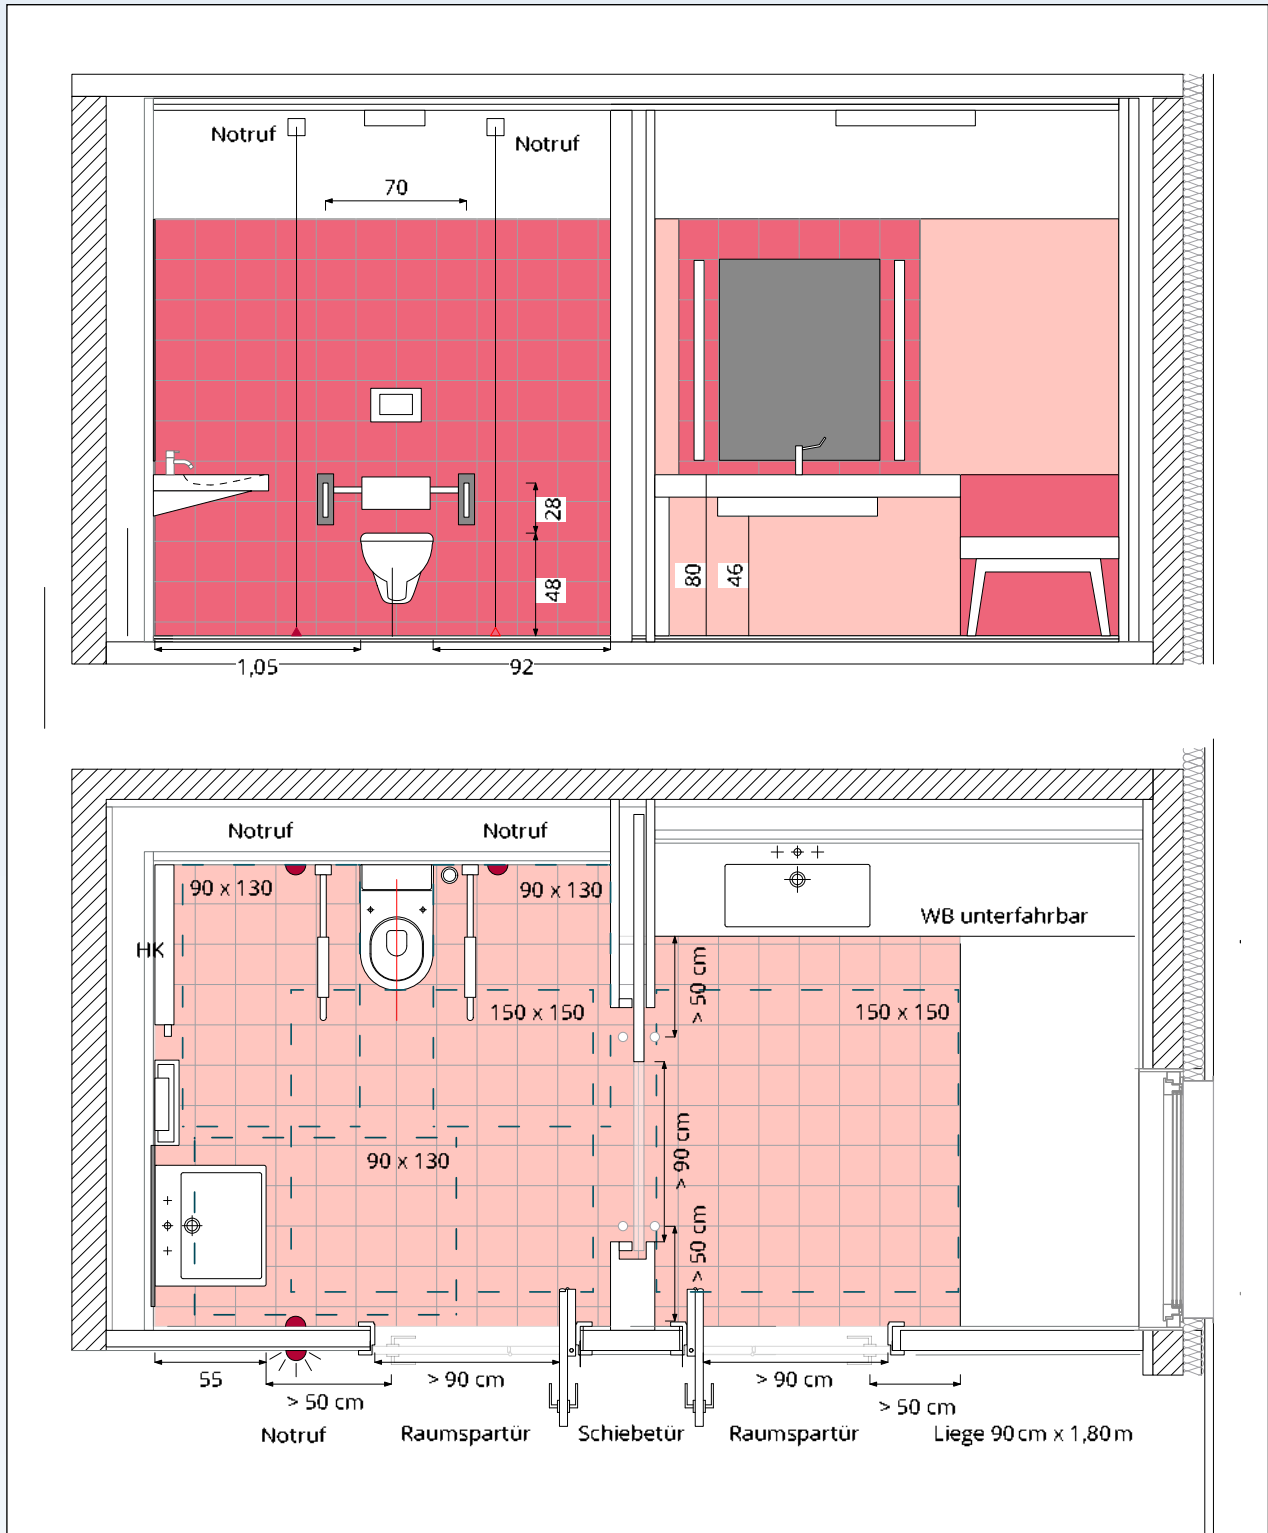 Notruf
Notruf
70
28
48
80
46
1,05
92
Notruf
Notruf
90 x 130
90 x 130
WB unterfahrbar
HK
> 50 cm
150 x 150
150 x 150
> 90 cm
90 x 130
> 50 cm
55
> 50 cm
> 90 cm
> 90 cm
> 50 cm
Notruf
Raumspartür
Schiebetür
Raumspartür
Liege 90 cm x 1,80 m